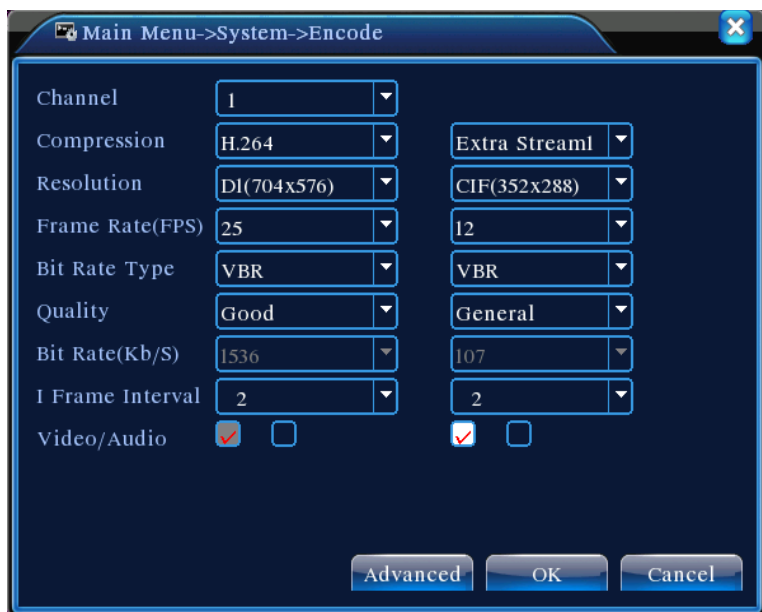 Main Menu->System->Encode
Channel 1
Compression H.264 Extra Stream1
Resolution D1(704x576) CIF(352x288)
Frame Rate(FPS) 25 12
Bit Rate Type VBR VBR
Quality Good General
Bit Rate(Kb/S) 1536 107
I Frame Interval 2 2
Video/Audio
Advanced OK Cancel